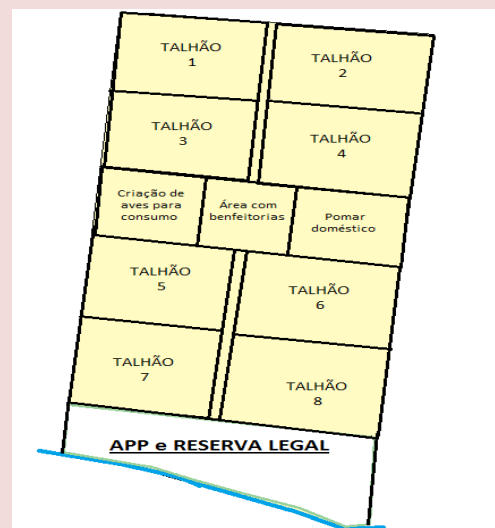 TALHÃO
1
TALHÃO
2
TALHÃO
3
TALHÃO
4
Criação de
aves para
consumo
Área com
benfeitorias
Pomar
doméstico
TALHÃO
5
TALHÃO
6
TALHÃO
7
TALHÃO
8
APP e RESERVA LEGAL